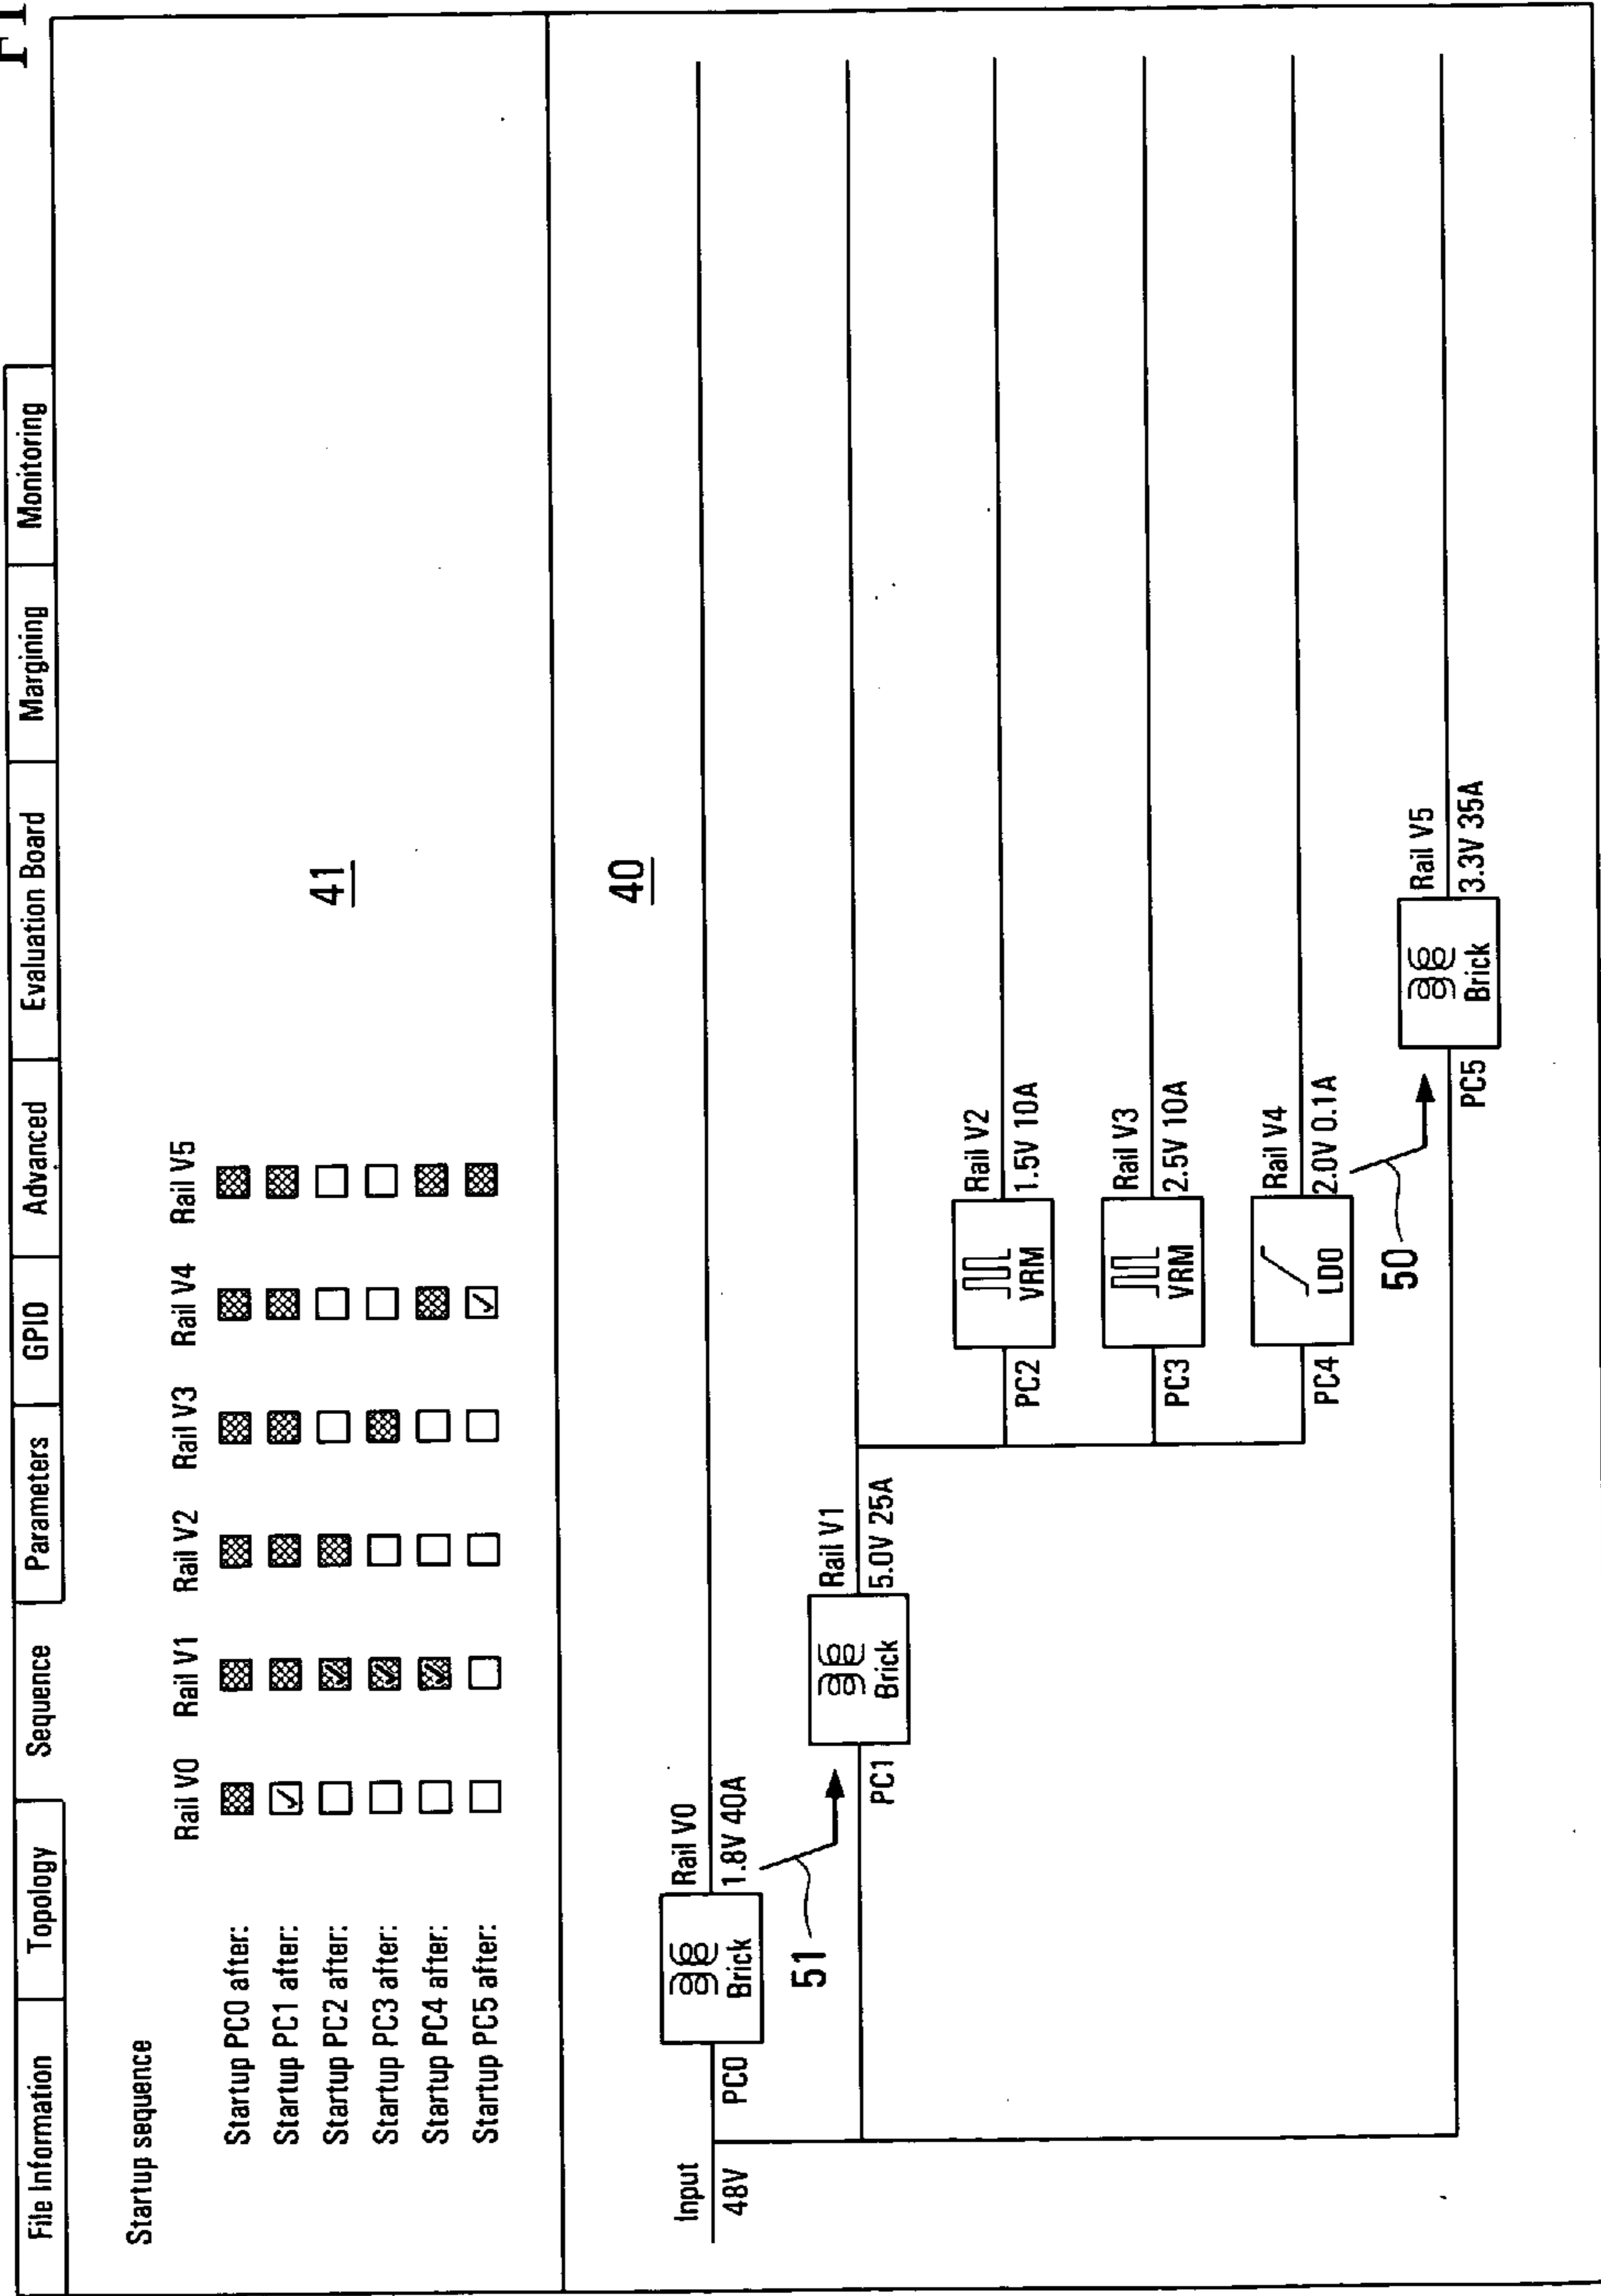 File Information Topology Sequence Parameters GPIO Advanced Evaluation Board Margining Monitoring
Startup sequence
Rail V0 Rail V1 Rail V2 Rail V3 Rail V4 Rail V5
Startup PC0 after:
Startup PC1 after:
Startup PC2 after:
Startup PC3 after:
Startup PC4 after:
Startup PC5 after:
41
40
Input
48V
PC0
Brick
Rail V0
1.8V 40A
51
PC1
Brick
Rail V1
5.0V 25A
PC2
VRM
Rail V2
1.5V 10A
PC3
VRM
Rail V3
2.5V 10A
PC4
LDO
Rail V4
2.0V 0.1A
50
PC5
Brick
Rail V5
3.3V 35A